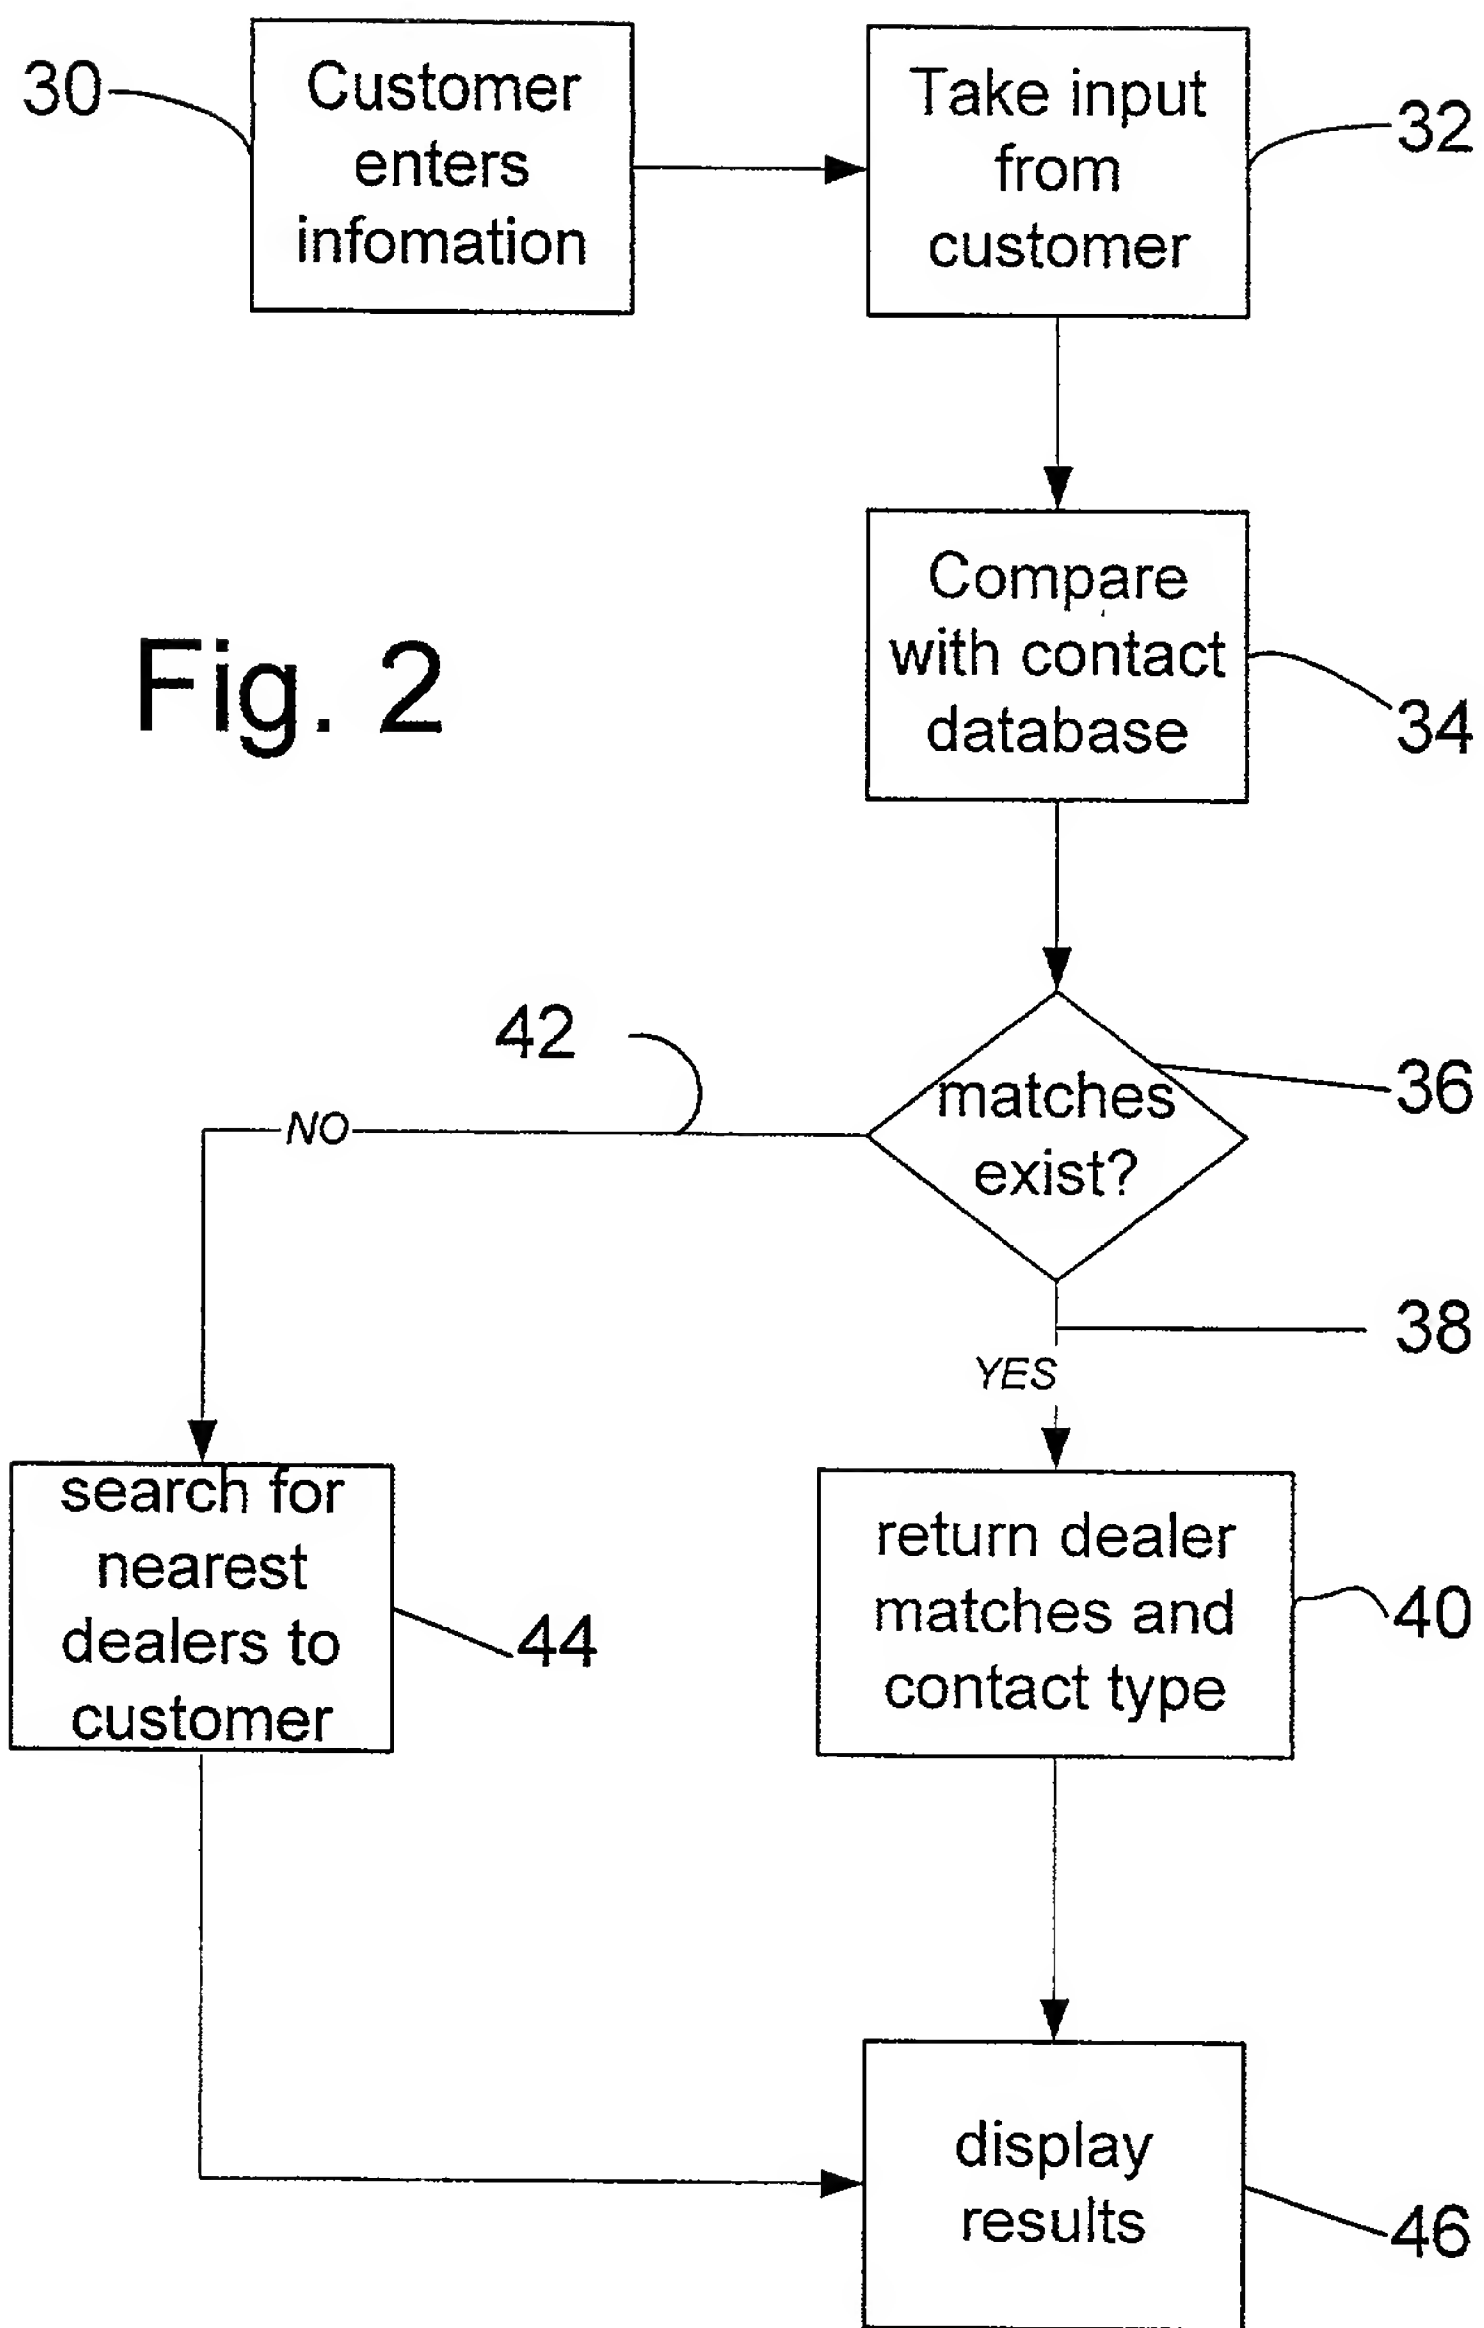 30
Customer
enters
infomation
Take input
from
customer
32
Fig. 2
Compare
with contact
database
34
42
NO
matches
exist?
36
38
YES
search for
nearest
dealers to
customer
44
return dealer
matches and
contact type
40
display
results
46